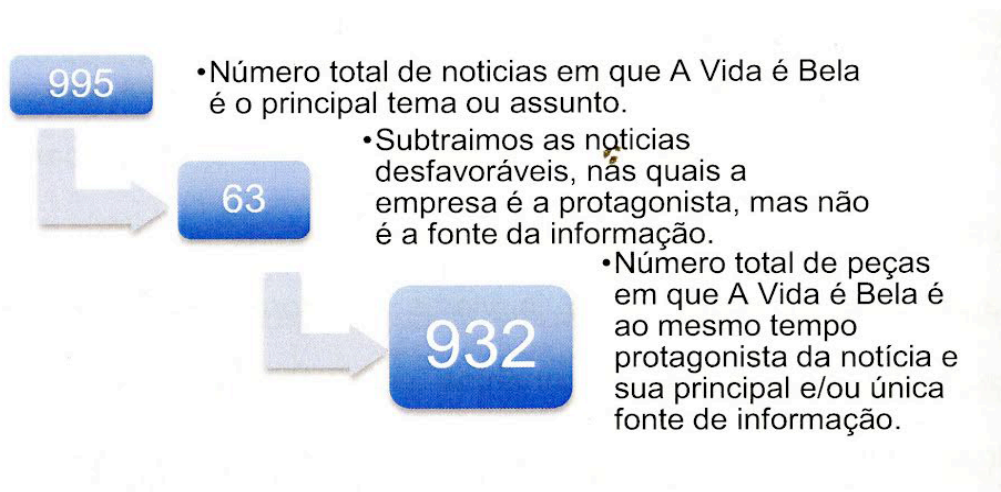 995
•Número total de noticias em que A Vida é Bela
é o principal tema ou assunto.
63
•Subtraimos as noticias
desfavoráveis, nas quais a
empresa é a protagonista, mas não
é a fonte da informação.
932
•Número total de peças
em que A Vida é Bela é
ao mesmo tempo
protagonista da notícia e
sua principal e/ou única
fonte de informação.